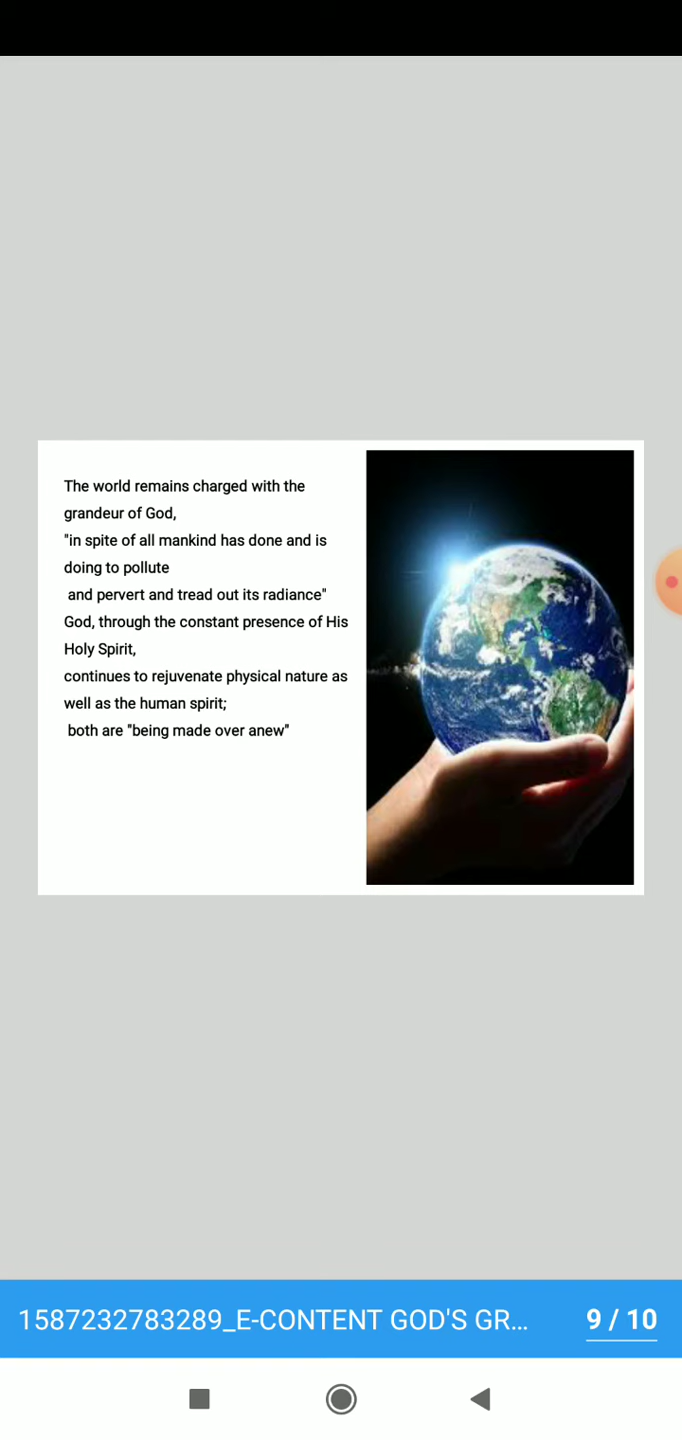 The world remains charged with the
grandeur of God,
"in spite of all mankind has done and is
doing to pollute
and pervert and tread out its radiance"
God, through the constant presence of His
Holy Spirit,
continues to rejuvenate physical nature as
well as the human spirit;
both are "being made over anew"
1587232783289_E-CONTENT GOD'S GR...
9 / 10